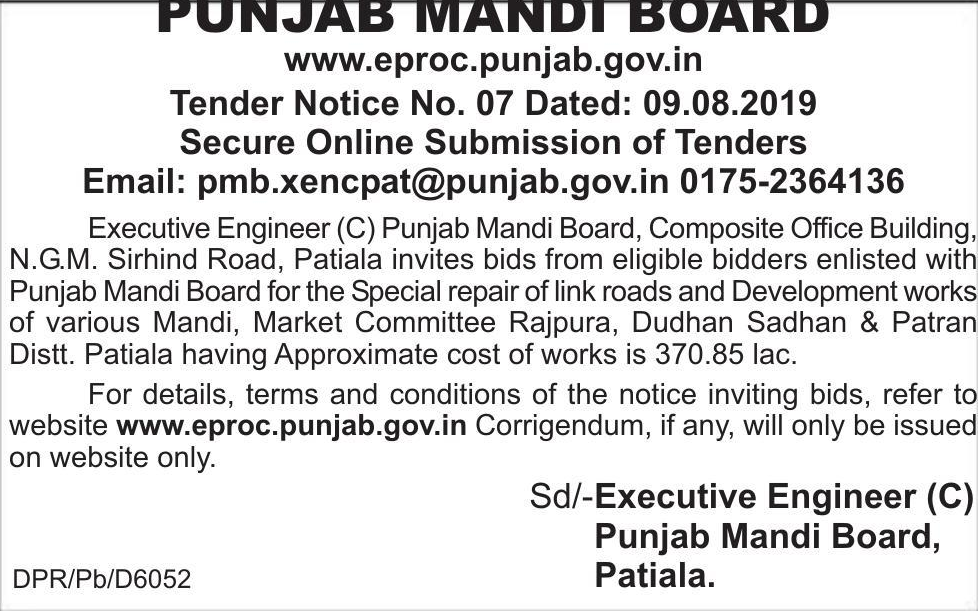 PUNJAB MANDI BOARD
www.eproc.punjab.gov.in
Tender Notice No. 07 Dated: 09.08.2019
Secure Online Submission of Tenders
Email: pmb.xencpat@punjab.gov.in 0175-2364136
Executive Engineer (C) Punjab Mandi Board, Composite Office Building,
N.G.M. Sirhind Road, Patiala invites bids from eligible bidders enlisted with
Punjab Mandi Board for the Special repair of link roads and Development works
of various Mandi, Market Committee Rajpura, Dudhan Sadhan & Patran
Distt. Patiala having Approximate cost of works is 370.85 lac.
For details, terms and conditions of the notice inviting bids, refer to
website www.eproc.punjab.gov.in Corrigendum, if any, will only be issued
on website only.
Sd/-Executive Engineer (C)
Punjab Mandi Board,
Patiala.
DPR/Pb/D6052